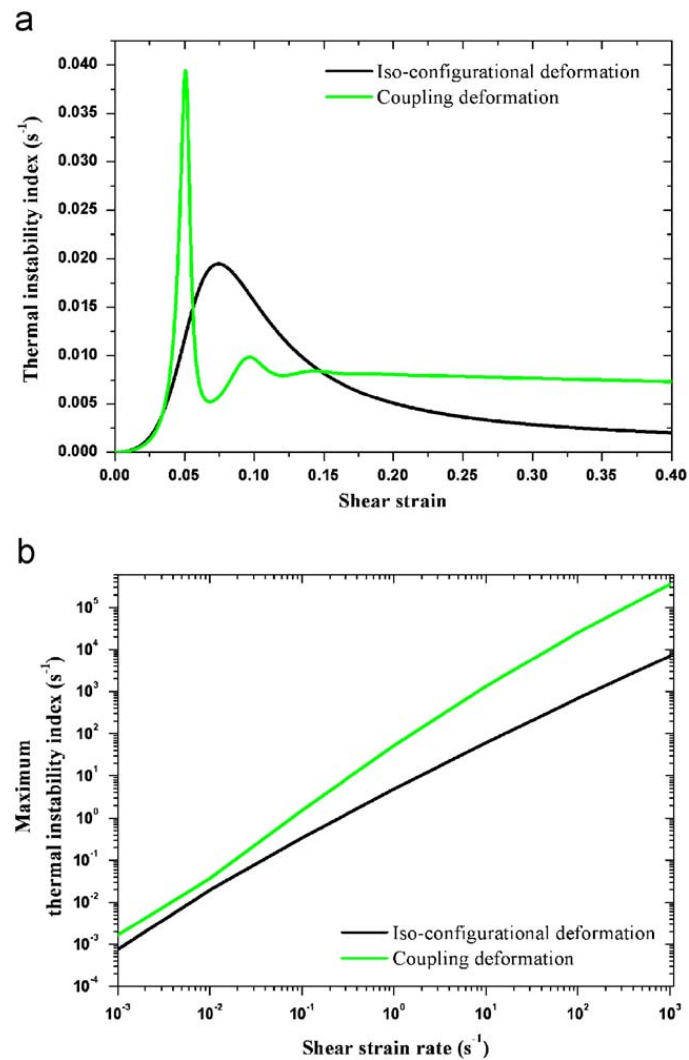 a
Iso-configurational deformation
Coupling deformation
0.040
0.035
0.030
0.025
0.020
0.015
0.010
0.005
0.000
Thermal instability index (s⁻¹)
0.00 0.05 0.10 0.15 0.20 0.25 0.30 0.35 0.40
Shear strain
b
10⁵
10⁴
10³
10²
10¹
10⁰
10⁻¹
10⁻²
10⁻³
10⁻⁴
Maximum
thermal instability index (s⁻¹)
Iso-configurational deformation
Coupling deformation
10⁻³ 10⁻² 10⁻¹ 10⁰ 10¹ 10² 10³
Shear strain rate (s⁻¹)